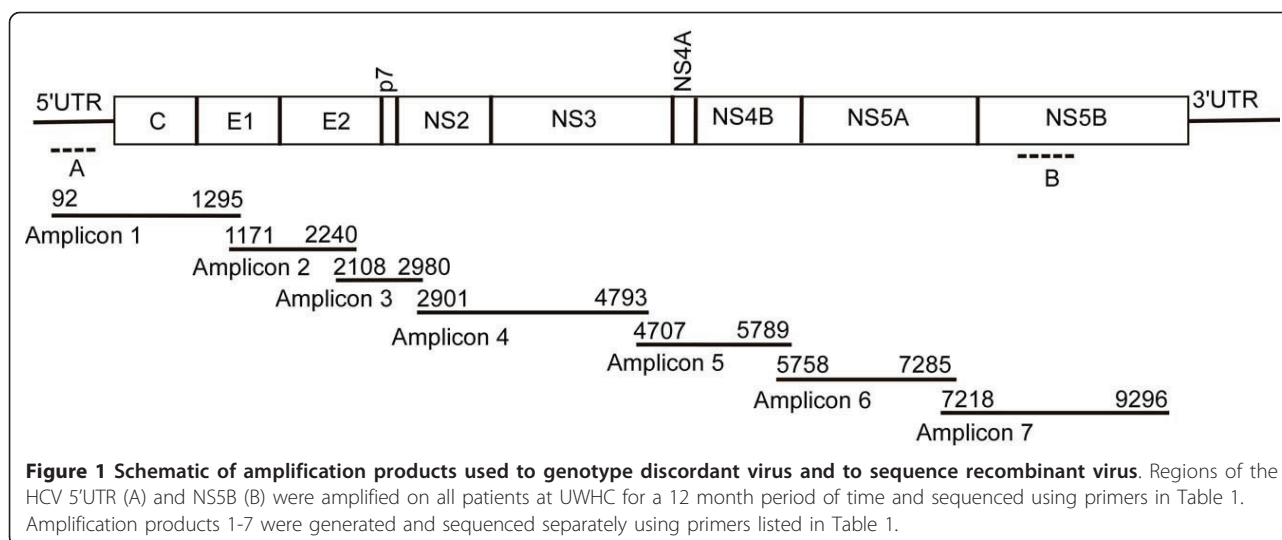 5'UTR
p7
NS4A
3'UTR
C
E1
E2
NS2
NS3
NS4B
NS5A
NS5B
A
B
92 1295
Amplicon 1
1171 2240
Amplicon 2
2108 2980
Amplicon 3
2901 4793
Amplicon 4
4707 5789
Amplicon 5
5758 7285
Amplicon 6
7218 9296
Amplicon 7
Figure 1 Schematic of amplification products used to genotype discordant virus and to sequence recombinant virus. Regions of the
HCV 5'UTR (A) and NS5B (B) were amplified on all patients at UWHC for a 12 month period of time and sequenced using primers in Table 1.
Amplification products 1-7 were generated and sequenced separately using primers listed in Table 1.